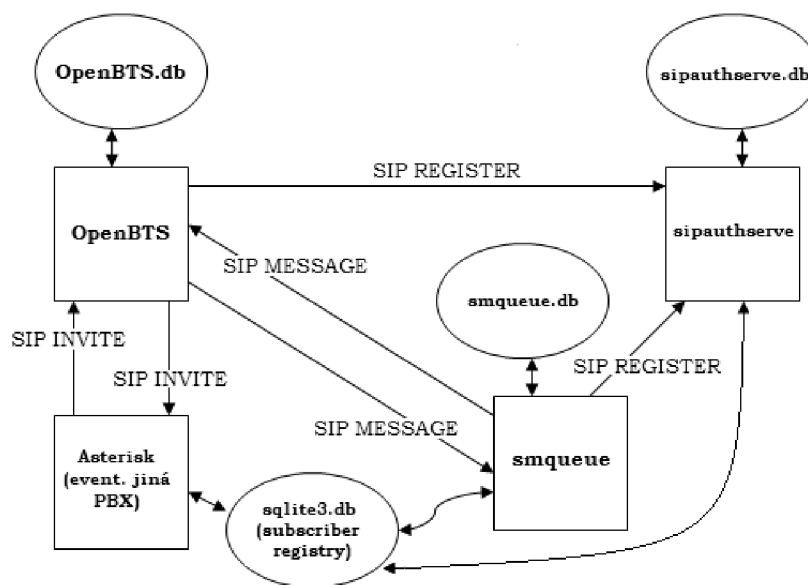 OpenBTS.db
sipauthserve.db
SIP REGISTER
OpenBTS
sipauthserve
SIP MESSAGE
smqueue.db
SIP INVITE
SIP INVITE
SIP REGISTER
SIP MESSAGE
Asterisk
(event. jiná
PBX)
smqueue
sqlite3.db
(subscriber
registry)